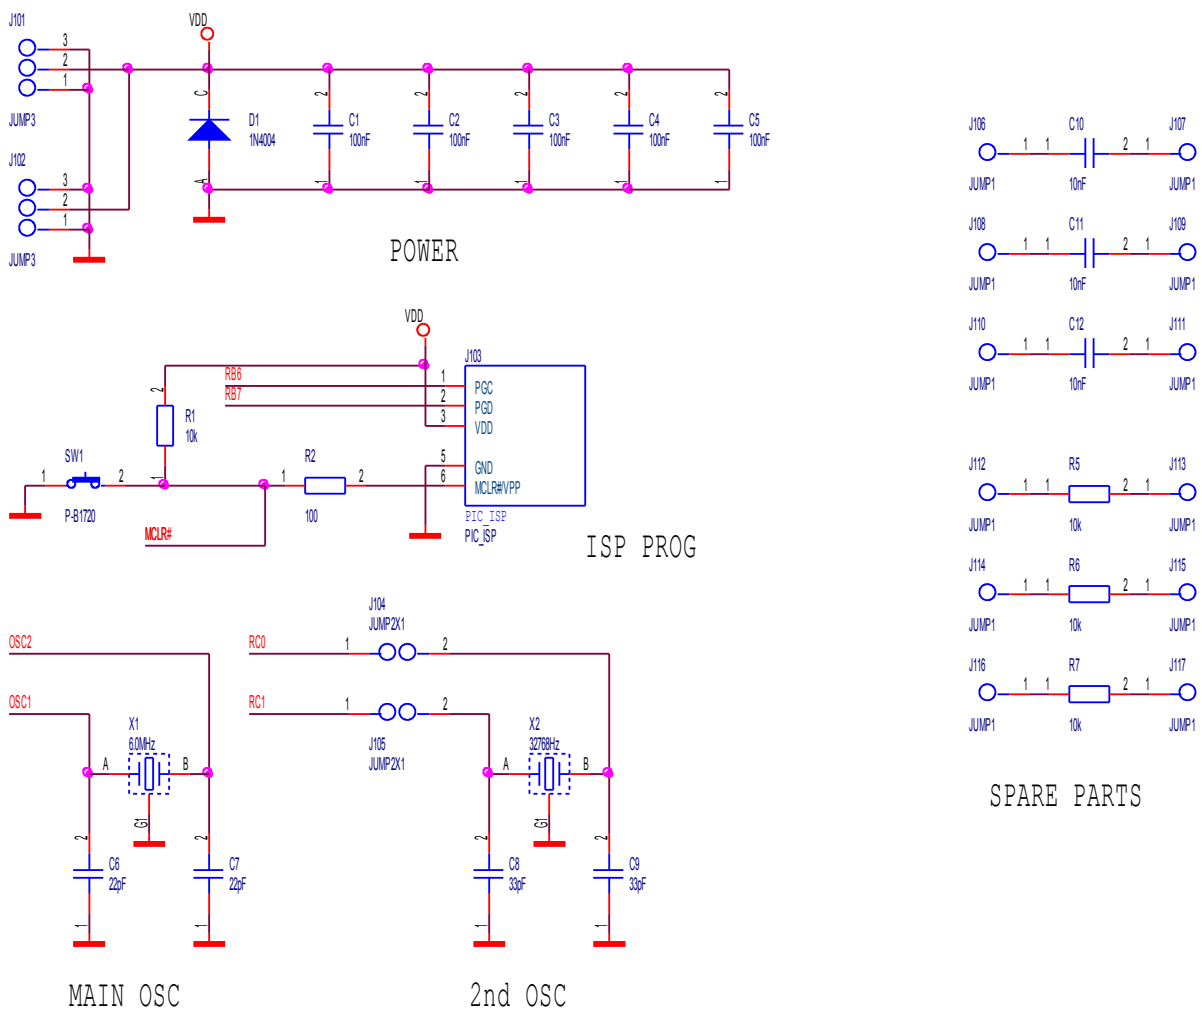 J101
3
2
1
JUMP3
J102
3
2
1
JUMP3
VDD
C
D1
1N4004
A
2
C1
100nF
1
2
C2
100nF
1
2
C3
100nF
1
2
C4
100nF
1
2
C5
100nF
1
POWER
VDD
J103
RB6
RB7
1
2
3
5
6
PGC
PGD
VDD
GND
MCLR#/VPP
PIC_ISP
PIC_ISP
2
R1
10k
1
SW1
1
2
P-B1720
1
R2
2
100
MCLR#
ISP PROG
OSC2
OSC1
X1
6.0MHz
A
B
G1
2
C6
22pF
1
2
C7
22pF
1
MAIN OSC
J104
JUMP2X1
RC0
1
2
RC1
1
2
J105
JUMP2X1
X2
32768Hz
A
B
G1
2
C8
33pF
1
2
C9
33pF
1
2nd OSC
J106 C10 J107
1 1 2 1
JUMP1 10nF JUMP1
J108 C11 J109
1 1 2 1
JUMP1 10nF JUMP1
J110 C12 J111
1 1 2 1
JUMP1 10nF JUMP1
J112 R5 J113
1 1 2 1
JUMP1 10k JUMP1
J114 R6 J115
1 1 2 1
JUMP1 10k JUMP1
J116 R7 J117
1 1 2 1
JUMP1 10k JUMP1
SPARE PARTS